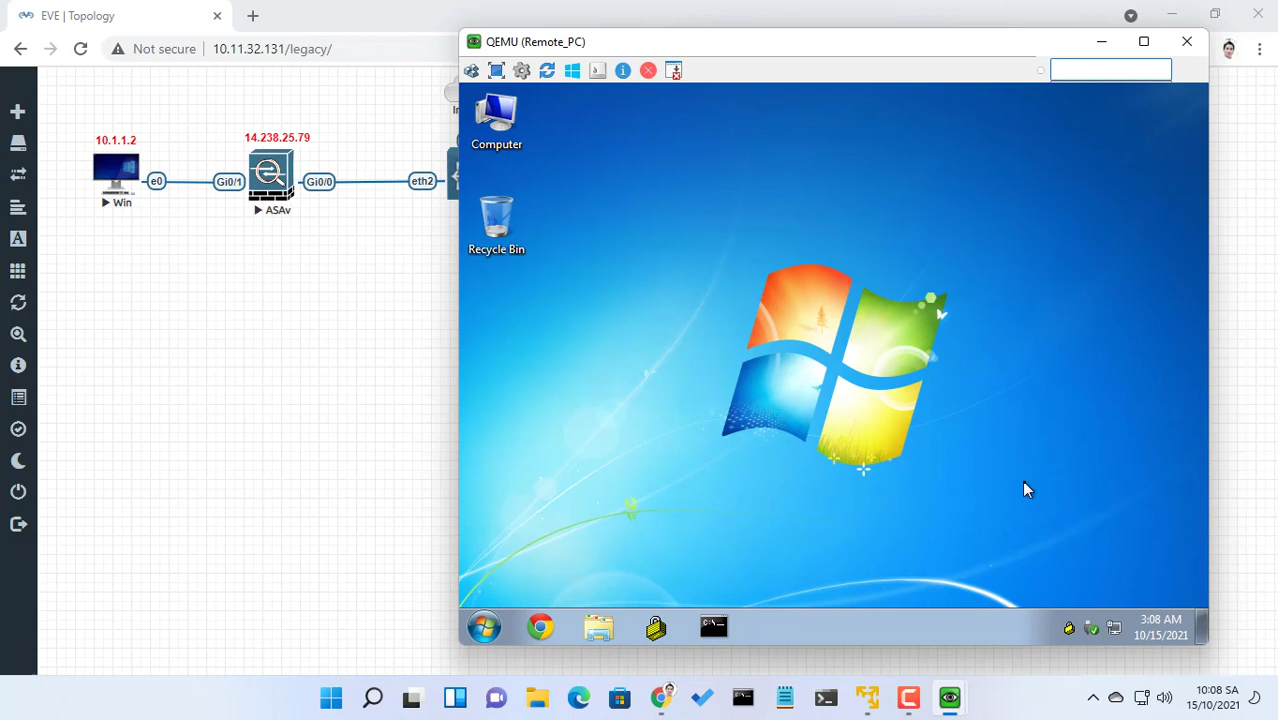 EVE | Topology
Not secure
10.11.32.131/legacy/
QEMU (Remote_PC)
10.1.1.2
14.238.25.79
e0
Gi0/1
Gi0/0
eth2
Win
ASAv
Computer
Recycle Bin
C:\_
3:08 AM
10/15/2021
10:08 SA
15/10/2021